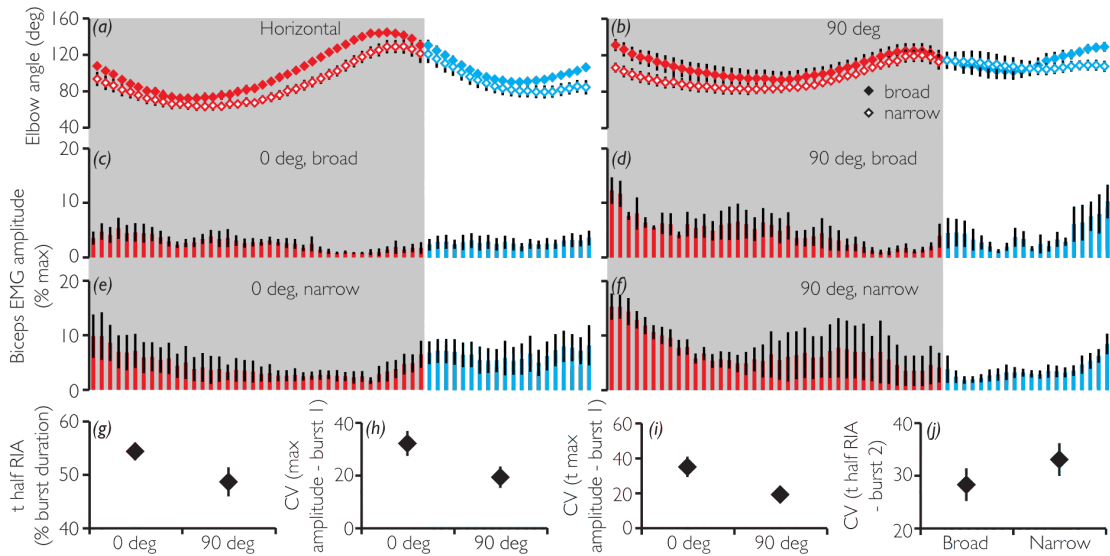 (a) Horizontal
(b) 90 deg
Elbow angle (deg)
160
120
80
40
broad
narrow
(c) 0 deg, broad
(d) 90 deg, broad
20
10
0
Biceps EMG amplitude
(% max)
(e) 0 deg, narrow
(f) 90 deg, narrow
20
10
0
(g)
t half RIA
(% burst duration)
60
50
40
0 deg 90 deg
(h)
CV (max
amplitude - burst 1)
40
20
0
0 deg 90 deg
(i)
CV (t max
amplitude - burst 1)
60
40
20
0
0 deg 90 deg
(j)
CV (t half RIA
- burst 2)
40
30
20
Broad Narrow